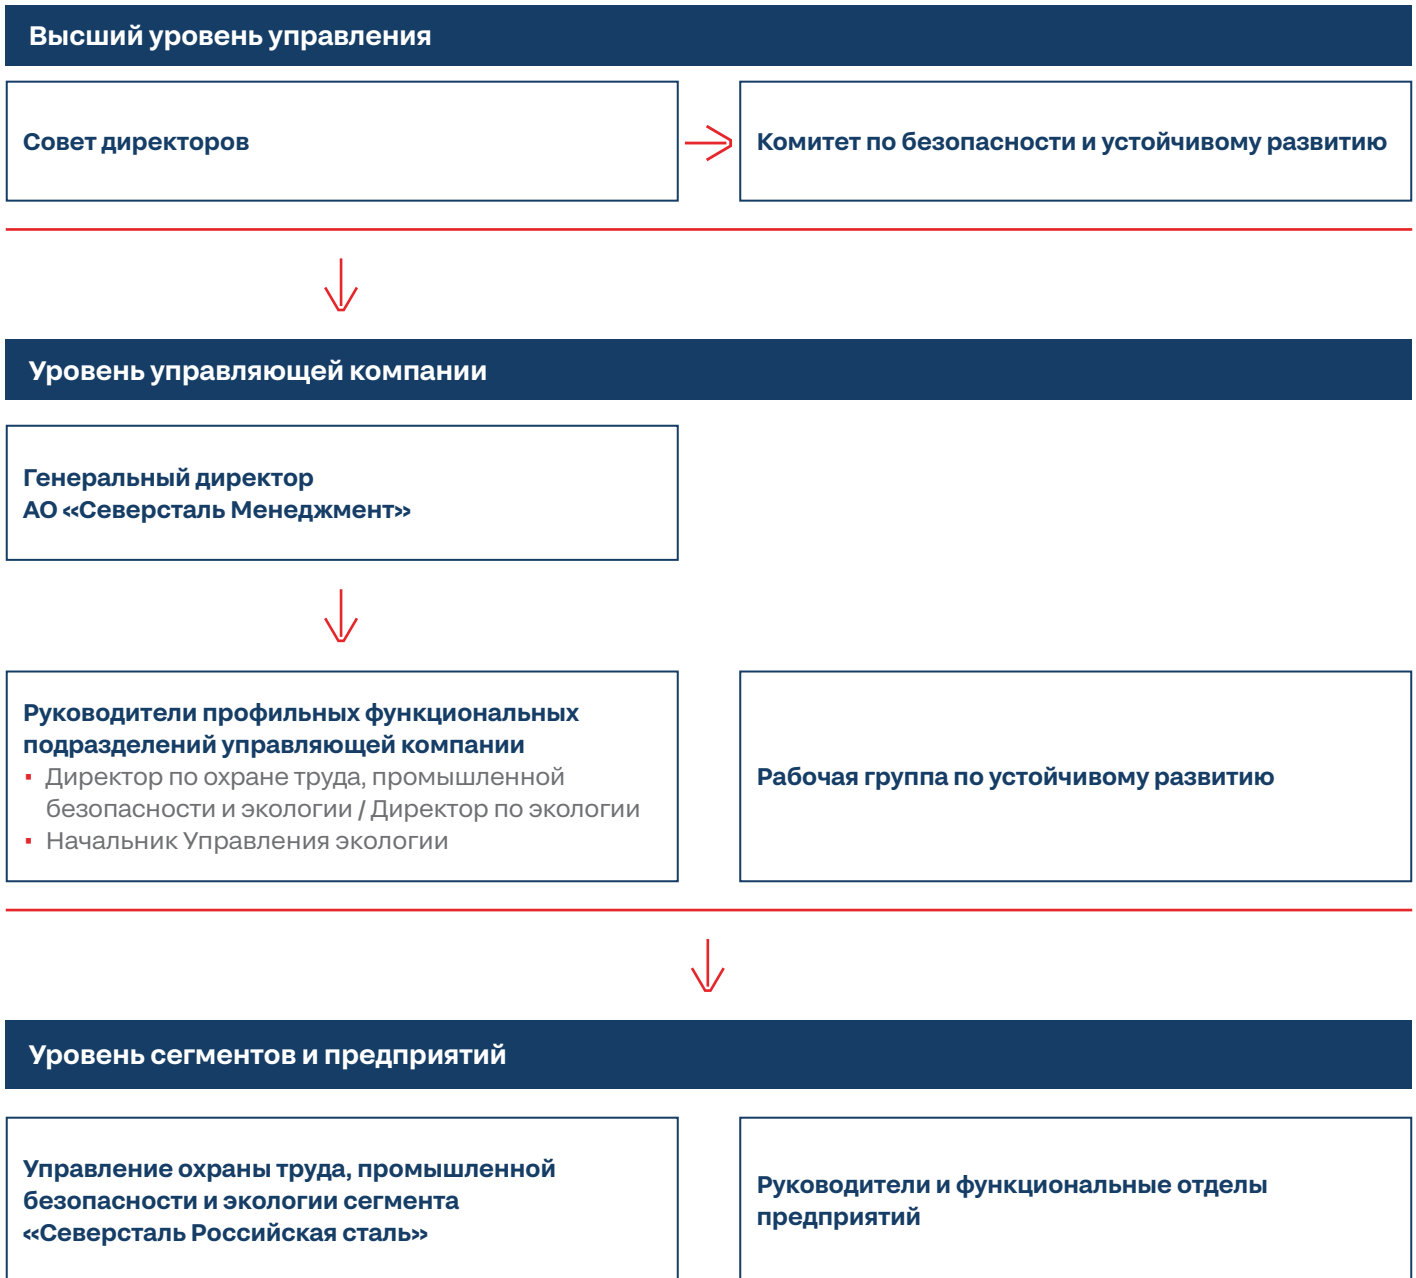 Высший уровень управления
Совет директоров
Комитет по безопасности и устойчивому развитию
Уровень управляющей компании
Генеральный директор
АО «Северсталь Менеджмент»
Руководители профильных функциональных
подразделений управляющей компании
▪ Директор по охране труда, промышленной
безопасности и экологии / Директор по экологии
▪ Начальник Управления экологии
Рабочая группа по устойчивому развитию
Уровень сегментов и предприятий
Управление охраны труда, промышленной
безопасности и экологии сегмента
«Северсталь Российская сталь»
Руководители и функциональные отделы
предприятий